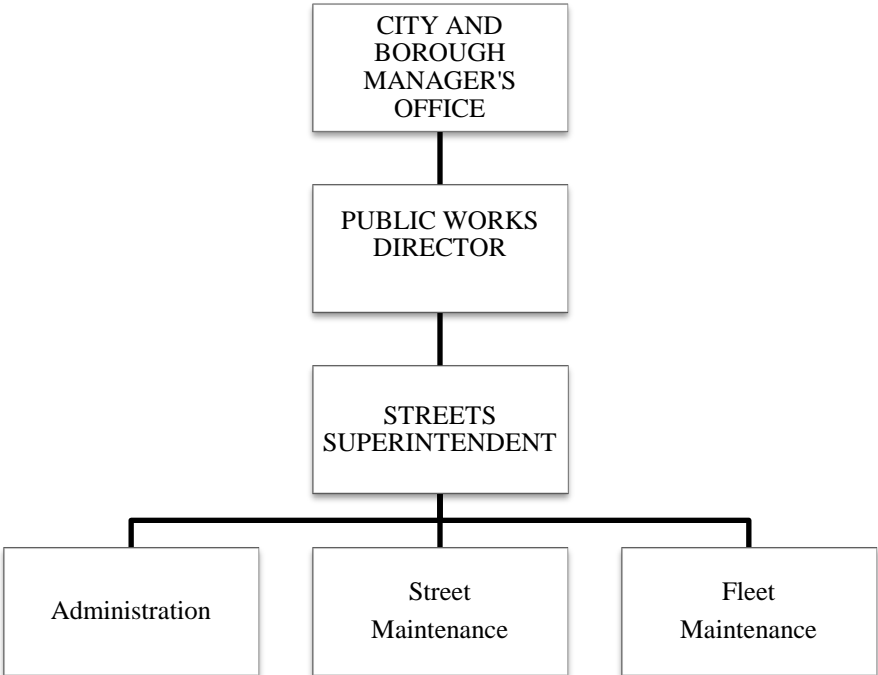 CITY AND
BOROUGH
MANAGER'S
OFFICE
PUBLIC WORKS
DIRECTOR
STREETS
SUPERINTENDENT
Administration
Street
Maintenance
Fleet
Maintenance